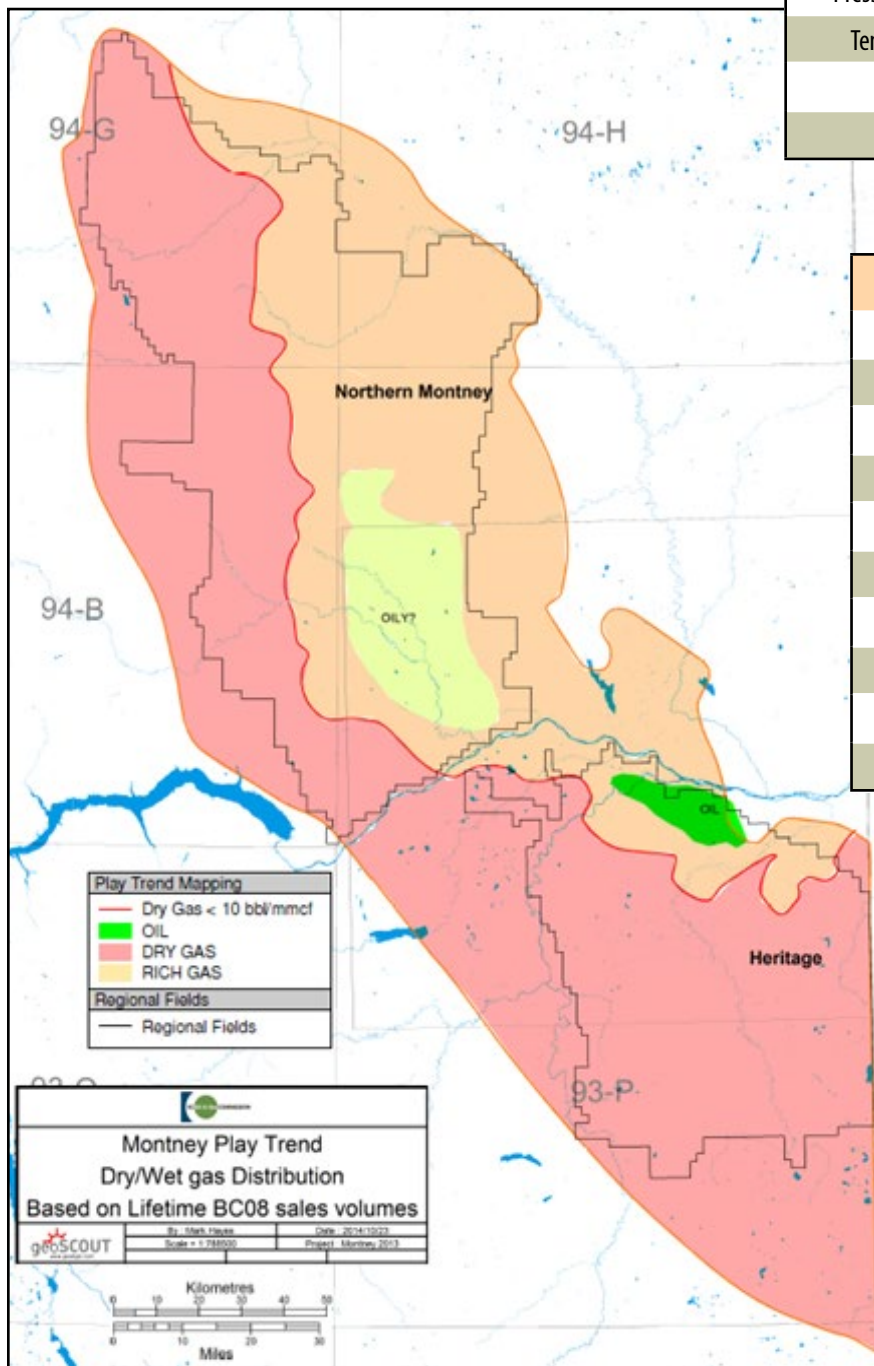 Pres
Ter
94-G
94-H
Northern Montney
94-B
OILY?
OIL
Play Trend Mapping
Dry Gas < 10 bbl/mmcf
OIL
DRY GAS
RICH GAS
Regional Fields
Regional Fields
Heritage
93-P
Montney Play Trend
Dry/Wet gas Distribution
Based on Lifetime BC08 sales volumes
geoSCOUT
By : Mark Hayes
Date : 2014/10/23
Project : Montney 2013
Kilometres
0 10 20 30 40 50
0 10 20 30
Miles